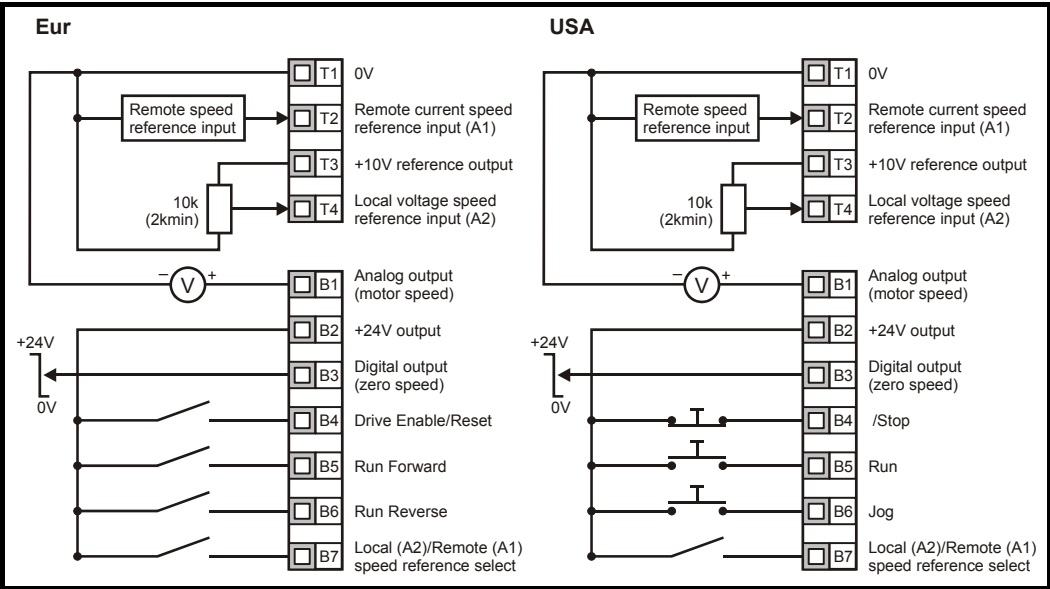 Eur
T1 0V
Remote speed
reference input
T2 Remote current speed
reference input (A1)
T3 +10V reference output
10k
(2kmin)
T4 Local voltage speed
reference input (A2)
− V +
B1 Analog output
(motor speed)
B2 +24V output
+24V
0V
B3 Digital output
(zero speed)
B4 Drive Enable/Reset
B5 Run Forward
B6 Run Reverse
B7 Local (A2)/Remote (A1)
speed reference select
USA
T1 0V
Remote speed
reference input
T2 Remote current speed
reference input (A1)
T3 +10V reference output
10k
(2kmin)
T4 Local voltage speed
reference input (A2)
− V +
B1 Analog output
(motor speed)
B2 +24V output
+24V
0V
B3 Digital output
(zero speed)
B4 /Stop
B5 Run
B6 Jog
B7 Local (A2)/Remote (A1)
speed reference select